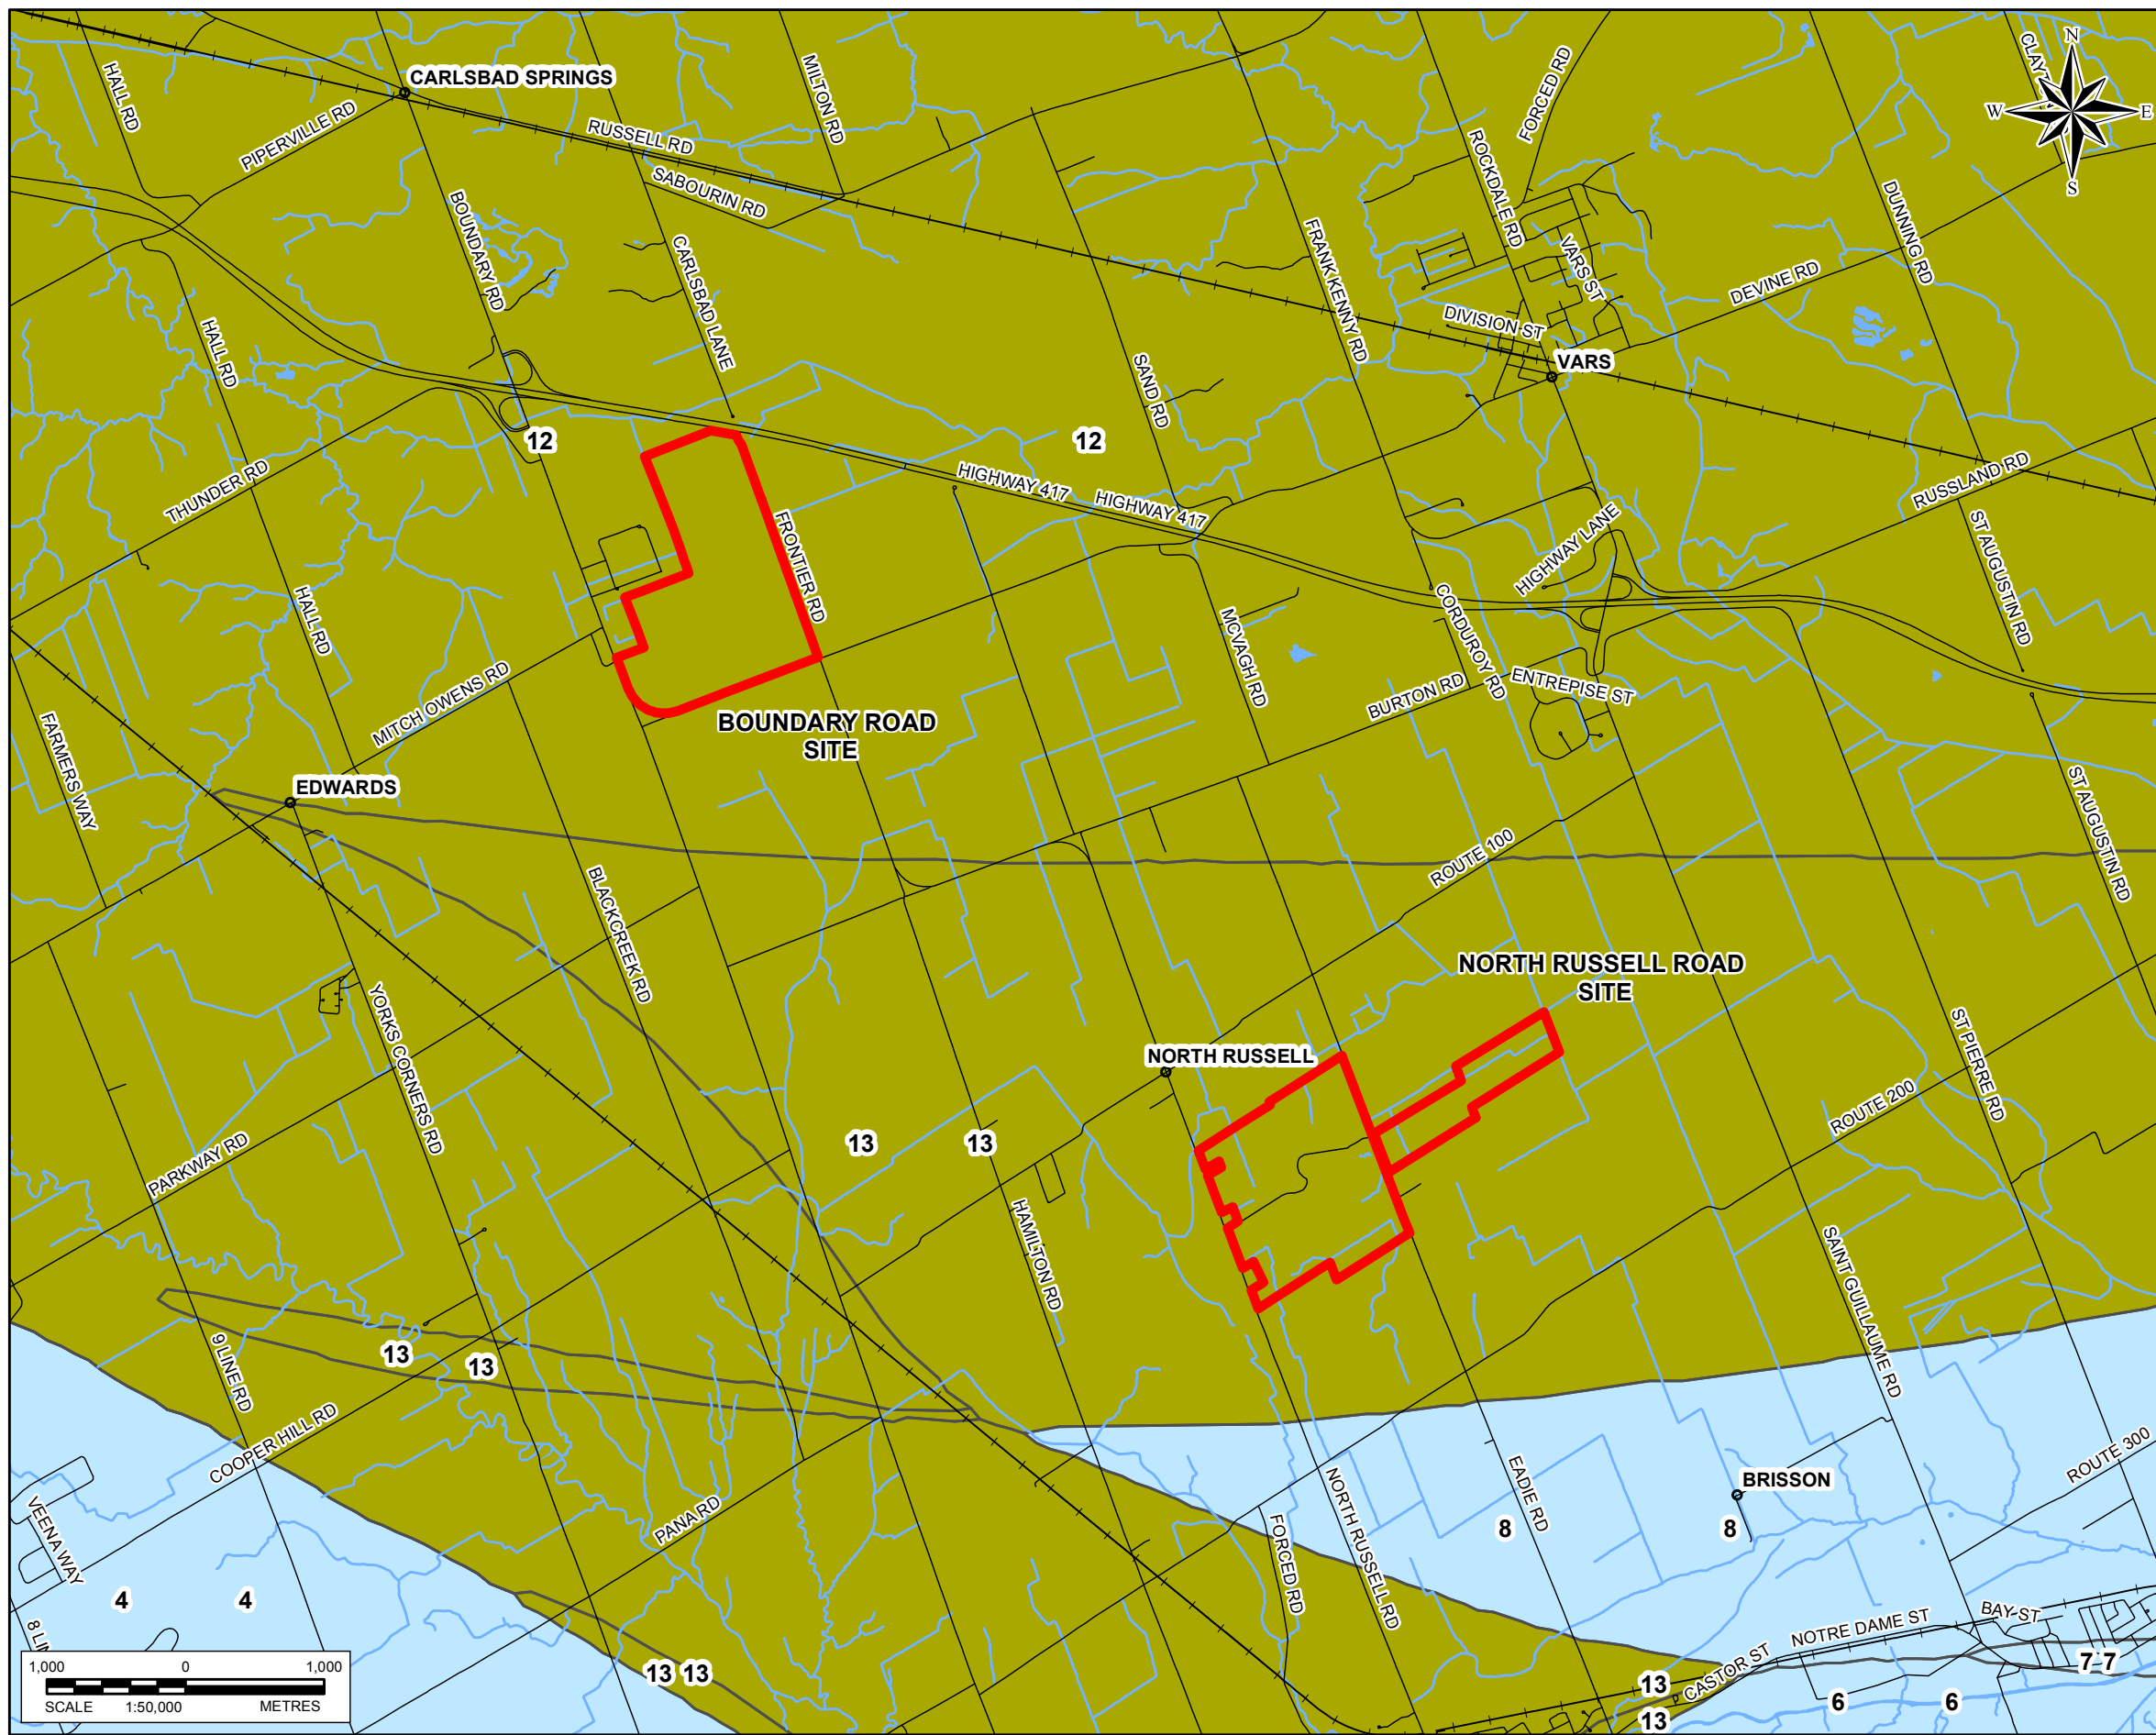 N
W
E
S
CARLSBAD SPRINGS
HALL RD
PIPERVILLE RD
RUSSELL RD
SABOURIN RD
MILTON RD
FORCED RD
ROCKDALE RD
VARS ST
DUNNING RD
BOUNDARY RD
CARLSBAD LANE
FRANK KENNY RD
DEVINE RD
DIVISION ST
VARS
HALL RD
SAND RD
12
12
THUNDER RD
HIGHWAY 417
HIGHWAY 417
RUSSLAND RD
HIGHWAY LANE
ST AUGUSTIN RD
FRONTIER RD
HALL RD
MCVAGH RD
CORDUROY RD
ENTREPISE ST
BURTON RD
MITCH OWENS RD
BOUNDARY ROAD
SITE
FARMERS WAY
EDWARDS
ST AUGUSTIN RD
ROUTE 100
BLACKCREEK RD
NORTH RUSSELL ROAD
SITE
YORKS CORNERS RD
NORTH RUSSELL
ST PIERRE RD
ROUTE 200
PARKWAY RD
13
13
HAMILTON RD
SAINT GUILLAUME RD
13
13
9 LINE RD
COOPER HILL RD
ROUTE 300
VEENA WAY
PANA RD
EADIE RD
BRISSON
8
8
NORTH RUSSELL RD
FORCED RD
4
4
BAY ST
NOTRE DAME ST
CASTOR ST
13
13
7
7
13
13
6
6
1,000
0
1,000
SCALE
1:50,000
METRES